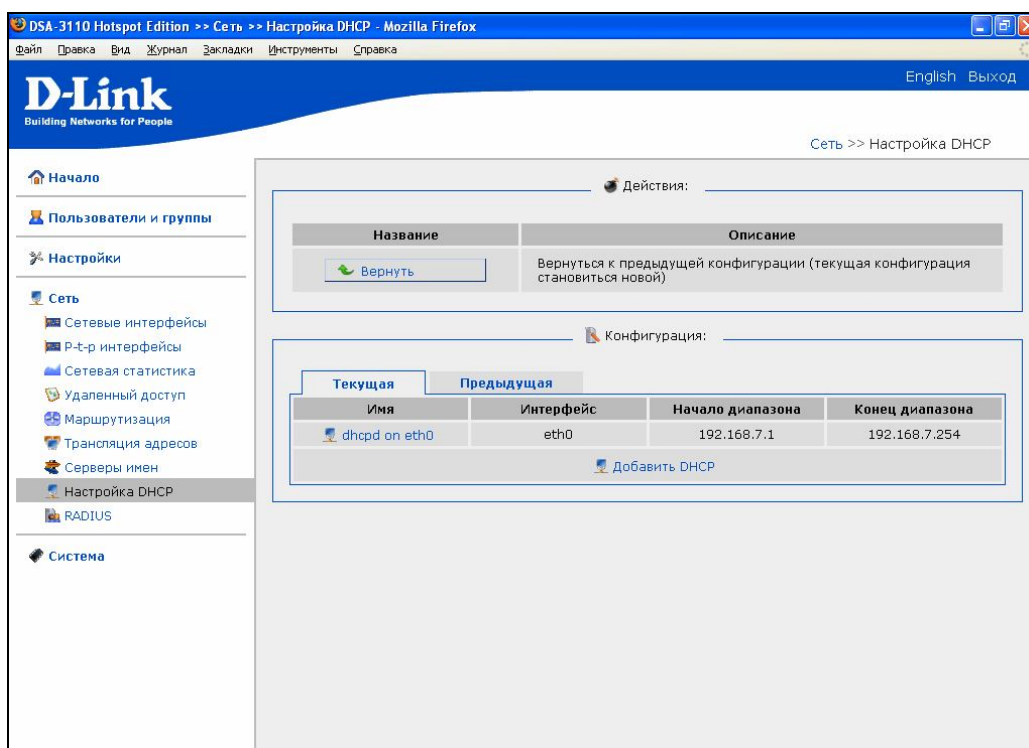 DSA-3110 Hotspot Edition >> Сеть >> Настройка DHCP - Mozilla Firefox
Файл Правка Вид Журнал Закладки Инструменты Справка
English Выход
D-Link
Building Networks for People
Сеть >> Настройка DHCP
Начало
Пользователи и группы
Настройки
Сеть
Сетевые интерфейсы
P-t-p интерфейсы
Сетевая статистика
Удаленный доступ
Маршрутизация
Трансляция адресов
Серверы имен
Настройка DHCP
RADIUS
Система
Действия:
Название Описание
Вернуть Вернуться к предыдущей конфигурации (текущая конфигурация
становиться новой)
Конфигурация:
Текущая Предыдущая
Имя Интерфейс Начало диапазона Конец диапазона
dhcpd on eth0 eth0 192.168.7.1 192.168.7.254
Добавить DHCP